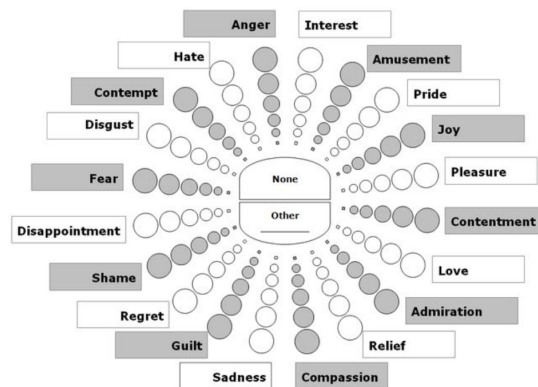 Anger
Interest
Hate
Amusement
Contempt
Pride
Disgust
Joy
Fear
None
Pleasure
Disappointment
Other
Contentment
Shame
Love
Regret
Admiration
Guilt
Relief
Sadness
Compassion